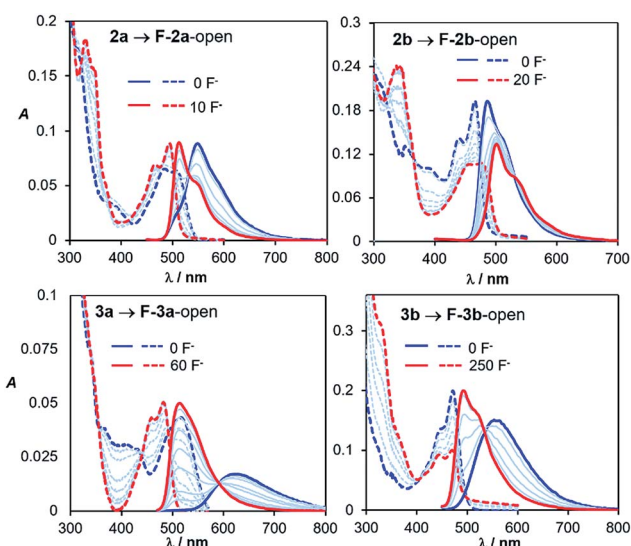 2a → F-2a-open
0.2
0.15
0.1
0.05
0
A
0 F-
10 F-
300 400 500 600 700 800
λ / nm
2b → F-2b-open
0.3
0.24
0.18
0.12
0.06
0
0 F-
20 F-
300 400 500 600 700
λ / nm
3a → F-3a-open
0.1
0.075
0.05
0.025
0
A
0 F-
60 F-
300 400 500 600 700 800
λ / nm
3b → F-3b-open
0.3
0.2
0.1
0
0 F-
250 F-
300 400 500 600 700 800
λ / nm